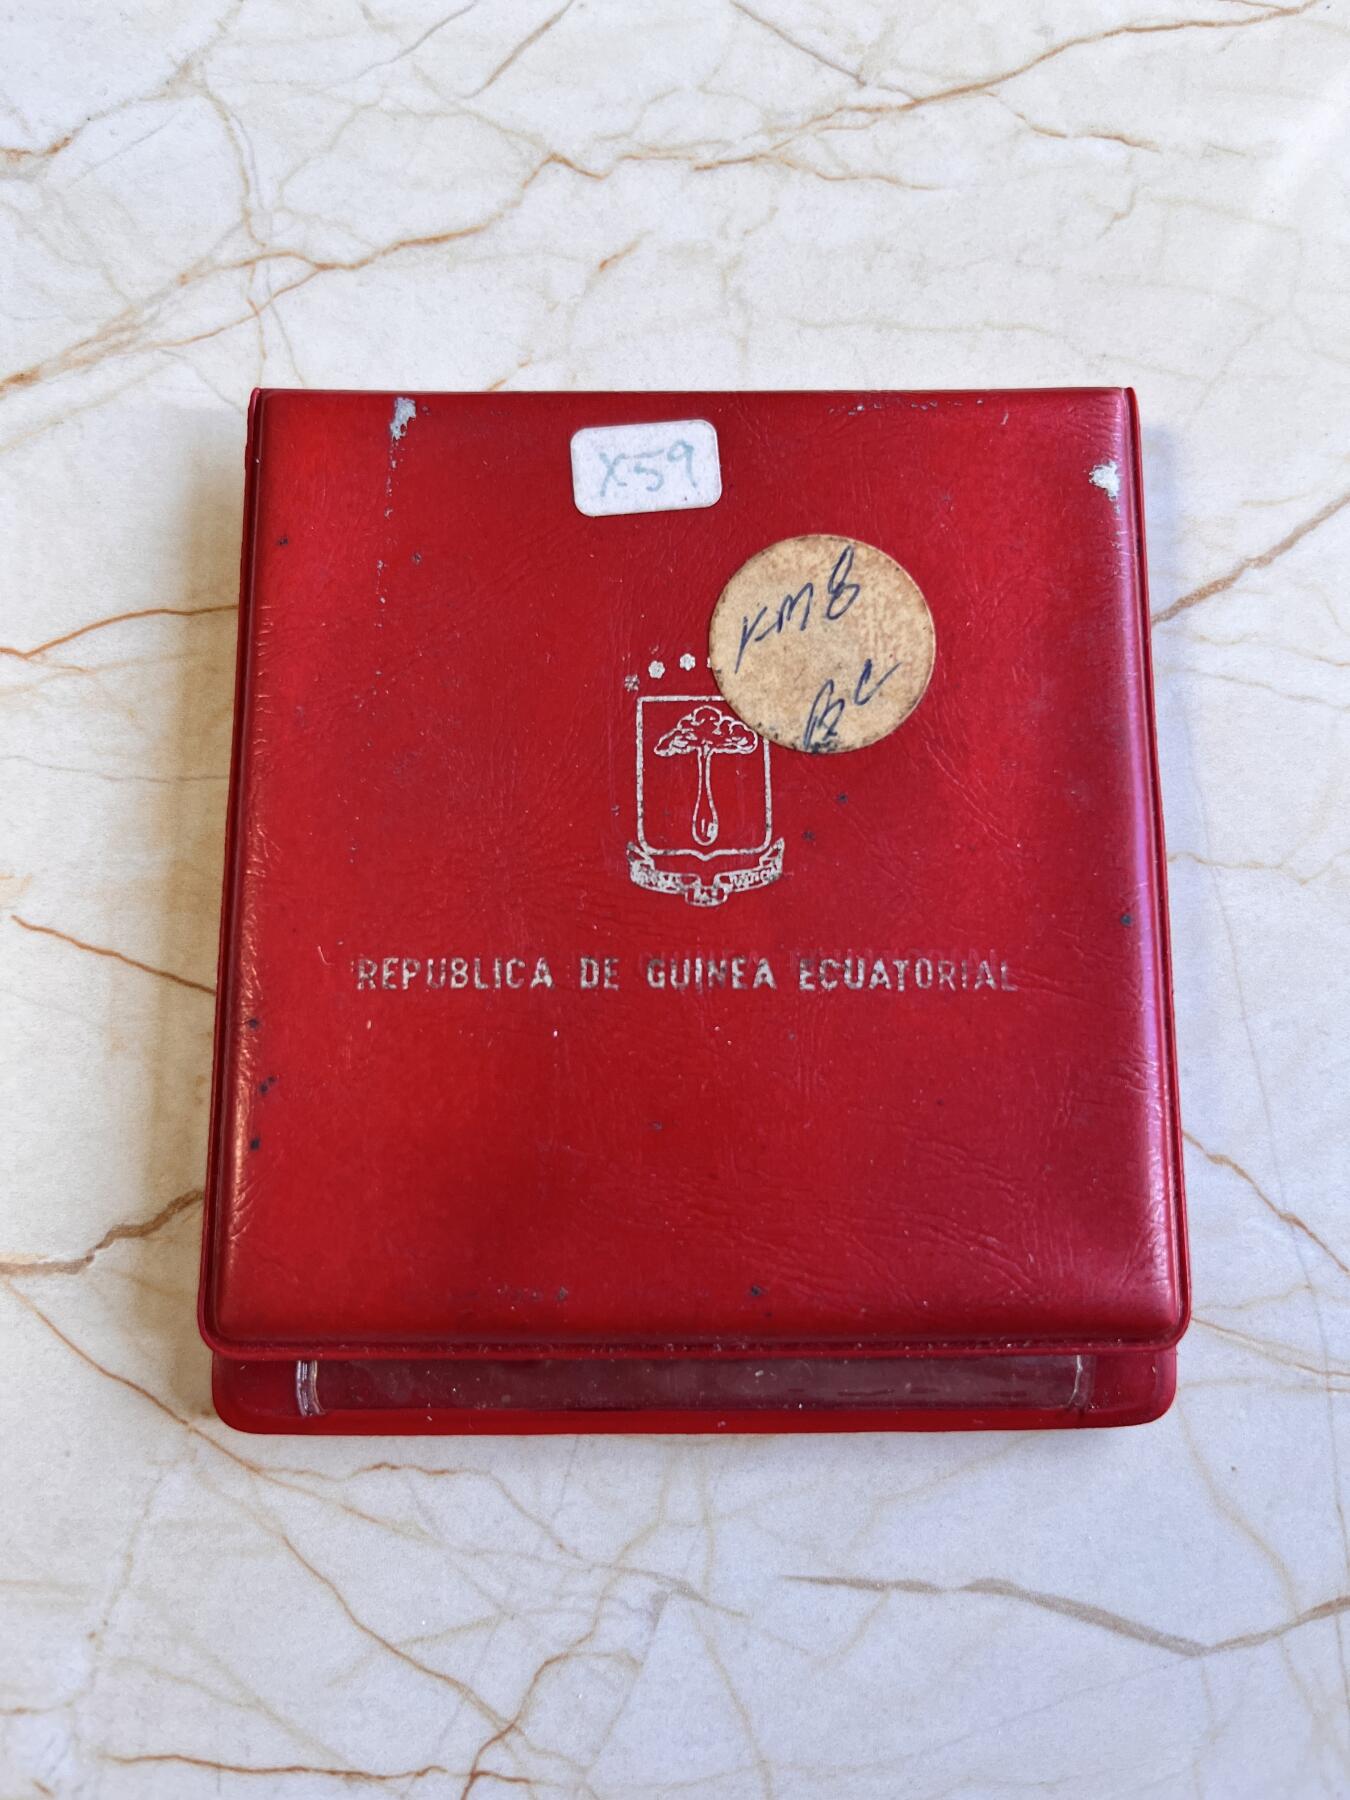 X59
KM8
BC
REPUBLICA DE GUINEA ECUATORIAL